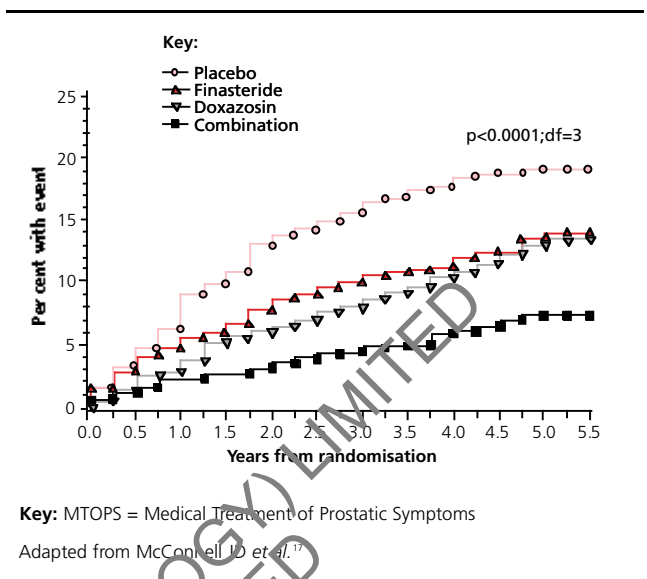 Key:
Placebo
Finasteride
Doxazosin
Combination
p<0.0001;df=3
Per cent with event
25
20
15
10
5
0
0.0 0.5 1.0 1.5 2.0 2.5 3.0 3.5 4.0 4.5 5.0 5.5
Years from randomisation
Key: MTOPS = Medical Treatment of Prostatic Symptoms
Adapted from McConnell JD et al.17
OGY) LIMITED
ED